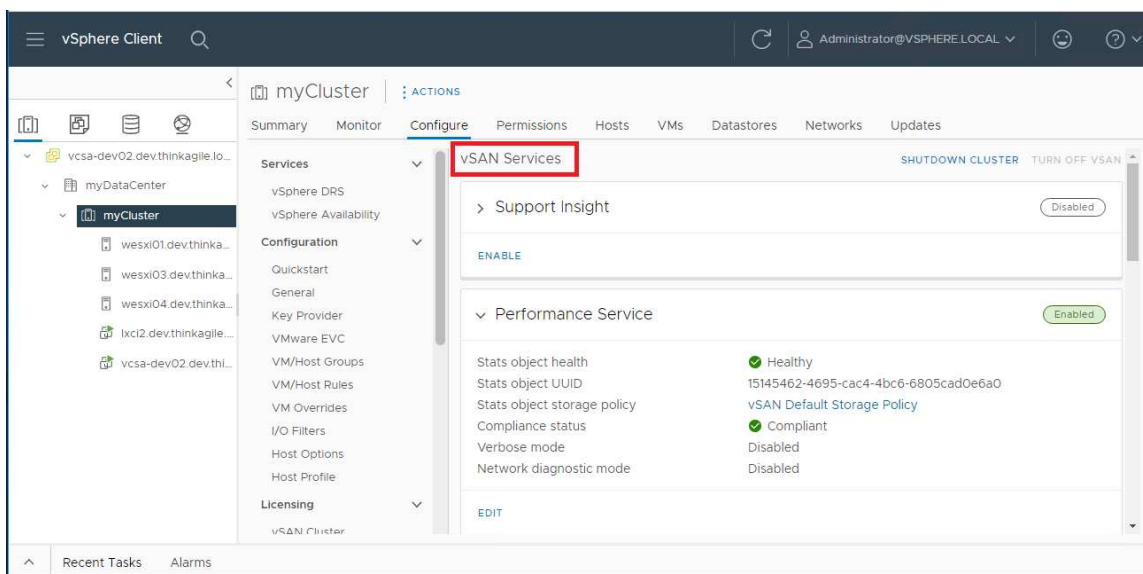 vSphere Client
Administrator@VSPHERE.LOCAL
myCluster
ACTIONS
Summary Monitor Configure Permissions Hosts VMs Datastores Networks Updates
vcsa-dev02.dev.thinkagile.lo...
myDataCenter
myCluster
wesxi01.dev.thinka...
wesxi03.dev.thinka...
wesxi04.dev.thinka...
lxci2.dev.thinkagile....
vcsa-dev02.dev.thi...
Services
vSphere DRS
vSphere Availability
Configuration
Quickstart
General
Key Provider
VMware EVC
VM/Host Groups
VM/Host Rules
VM Overrides
I/O Filters
Host Options
Host Profile
Licensing
vSAN Cluster
vSAN Services
SHUTDOWN CLUSTER TURN OFF VSAN
Support Insight Disabled
ENABLE
Performance Service Enabled
Stats object health Healthy
Stats object UUID 15145462-4695-cac4-4bc6-6805cad0e6a0
Stats object storage policy vSAN Default Storage Policy
Compliance status Compliant
Verbose mode Disabled
Network diagnostic mode Disabled
EDIT
Recent Tasks Alarms